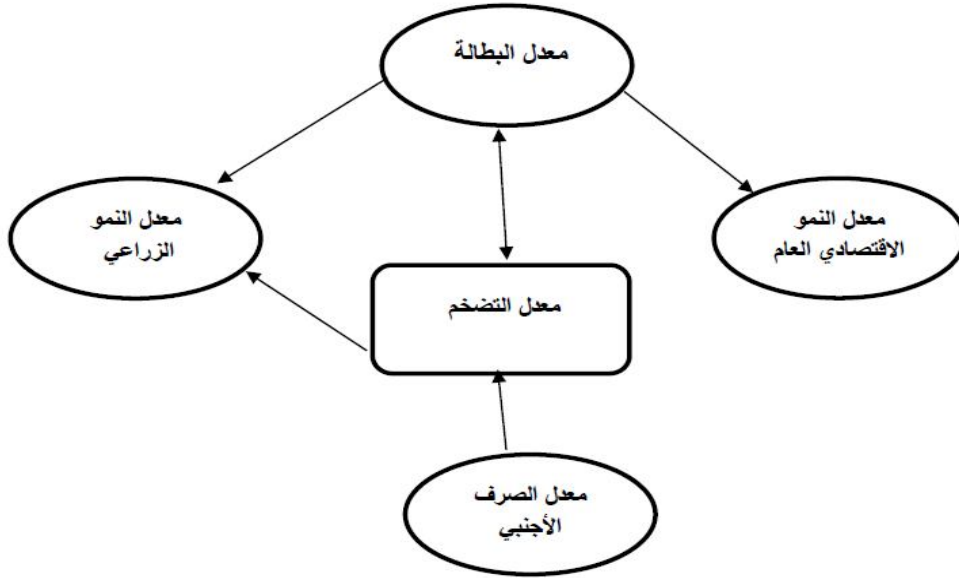 معدل البطالة
معدل النمو
الاقتصادي العام
معدل النمو
الزراعي
معدل التضخم
معدل الصرف
الأجنبي